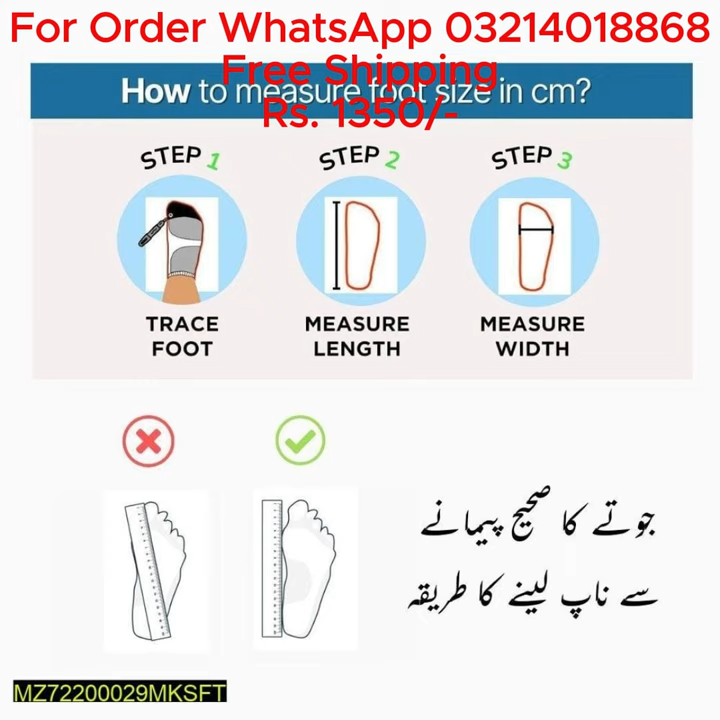 For Order WhatsApp 03214018868
Free Shipping
How to measure foot size in cm?
Rs. 1350/-
STEP 1
STEP 2
STEP 3
TRACE
FOOT
MEASURE
LENGTH
MEASURE
WIDTH
جوتے کا صحیح پیمانے
سے ناپ لینے کا طریقہ
MZ72200029MKSFT